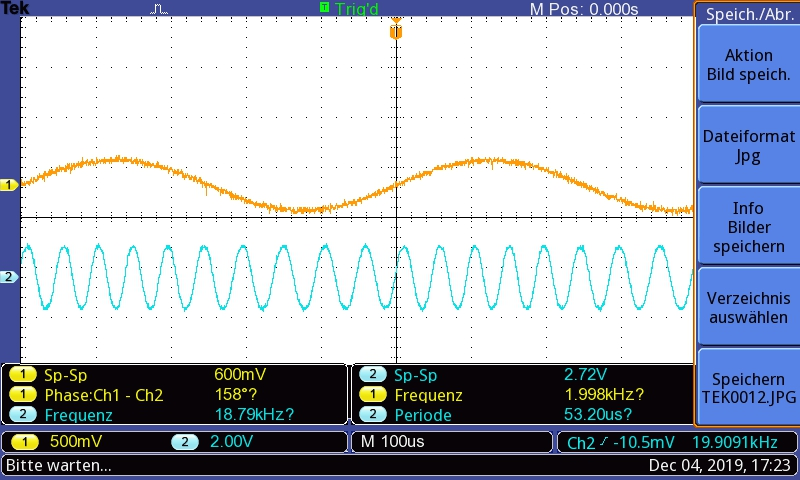 Tek
T Trig'd
M Pos: 0.000s
Speich./Abr.
T
Aktion
Bild speich.
Dateiformat
Jpg
1
Info
Bilder
speichern
2
Verzeichnis
auswählen
1 Sp-Sp 600mV
1 Phase:Ch1 - Ch2 158°?
2 Frequenz 18.79kHz?
2 Sp-Sp 2.72V
1 Frequenz 1.998kHz?
2 Periode 53.20us?
Speichern
TEK0012.JPG
1 500mV 2 2.00V
M 100us
Ch2 -10.5mV 19.9091kHz
Bitte warten...
Dec 04, 2019, 17:23